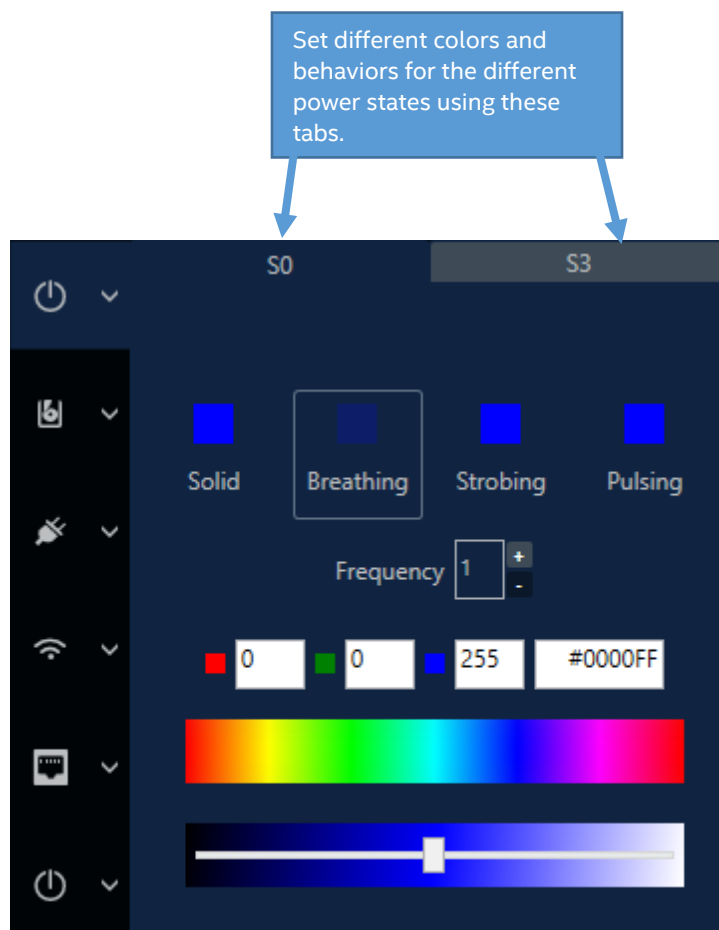 Set different colors and
behaviors for the different
power states using these
tabs.
S0 S3
Solid Breathing Strobing Pulsing
Frequency 1 + -
0 0 255 #0000FF